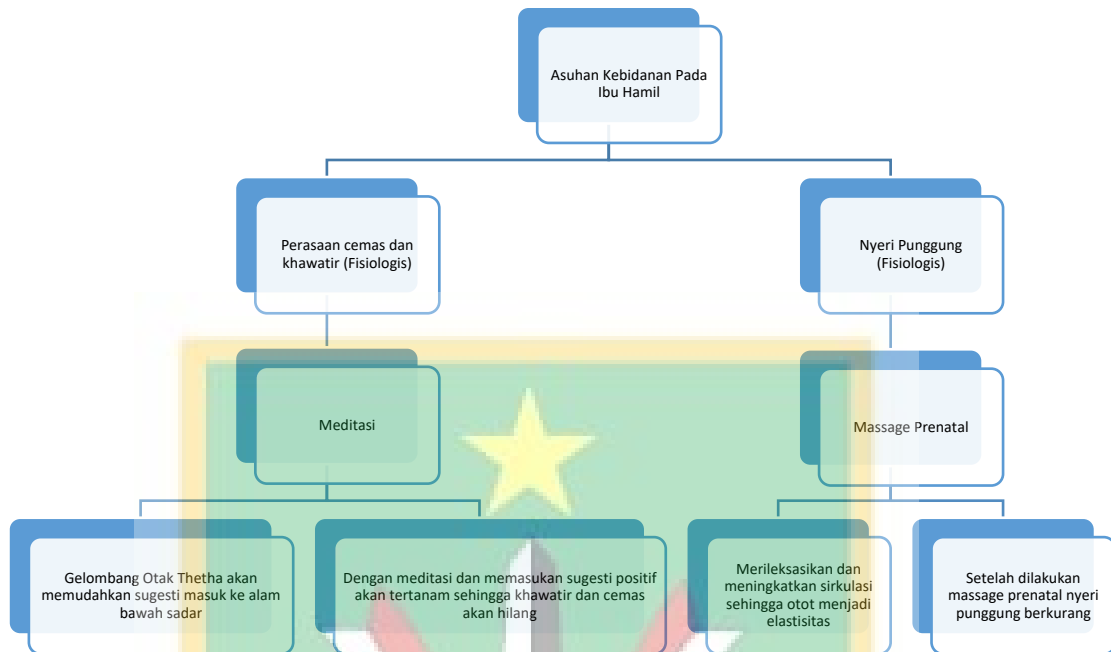 Asuhan Kebidanan Pada
Ibu Hamil
Perasaan cemas dan
khawatir (Fisiologis)
Nyeri Punggung
(Fisiologis)
Meditasi
Massage Prenatal
Gelombang Otak Thetha akan
memudahkan sugesti masuk ke alam
bawah sadar
Dengan meditasi dan memasukan sugesti positif
akan tertanam sehingga khawatir dan cemas
akan hilang
Merileksasikan dan
meningkatkan sirkulasi
sehingga otot menjadi
elastisitas
Setelah dilakukan
massage prenatal nyeri
punggung berkurang